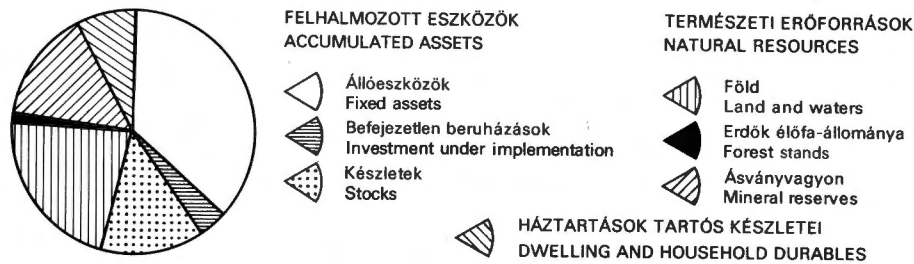 FELHALMOZOTT ESZKÖZÖK
ACCUMULATED ASSETS
Állóeszközök
Fixed assets
Befejezetlen beruházások
Investment under implementation
Készletek
Stocks
TERMÉSZETI ERŐFORRÁSOK
NATURAL RESOURCES
Föld
Land and waters
Erdők élőfa-állománya
Forest stands
Ásványvagyon
Mineral reserves
HÁZTARTÁSOK TARTÓS KÉSZLETEI
DWELLING AND HOUSEHOLD DURABLES